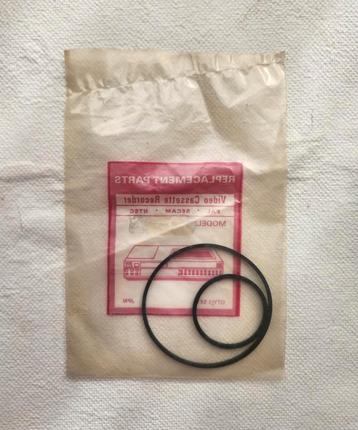 REPLACEMENT PARTS
Video Cassette Recorder
PAL * SECAM * NTSC
MODEL:
JPN